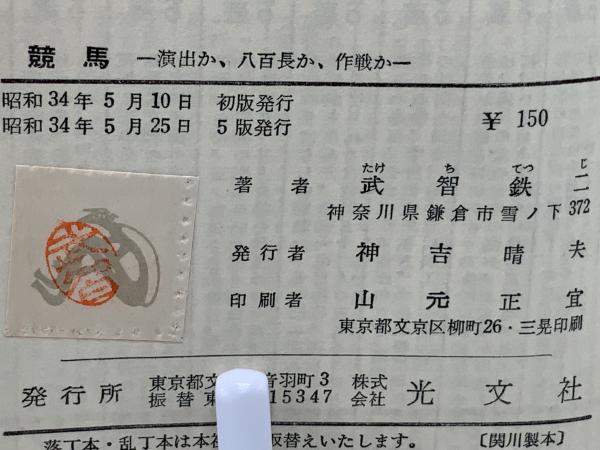 競馬 ―演出か、八百長か、作戦か―
昭和34年5月10日 初版発行
昭和34年5月25日 5版発行
¥150
著者 武智鉄二
たけ ち てつ じ
神奈川県鎌倉市雪ノ下372
発行者 神吉晴夫
印刷者 山元正宜
東京都文京区柳町26・三晃印刷
発行所 東京都文 音羽町3 株式会社 光文社
振替東 15347
落丁本・乱丁本は本 替えいたします。 〔関川製本〕